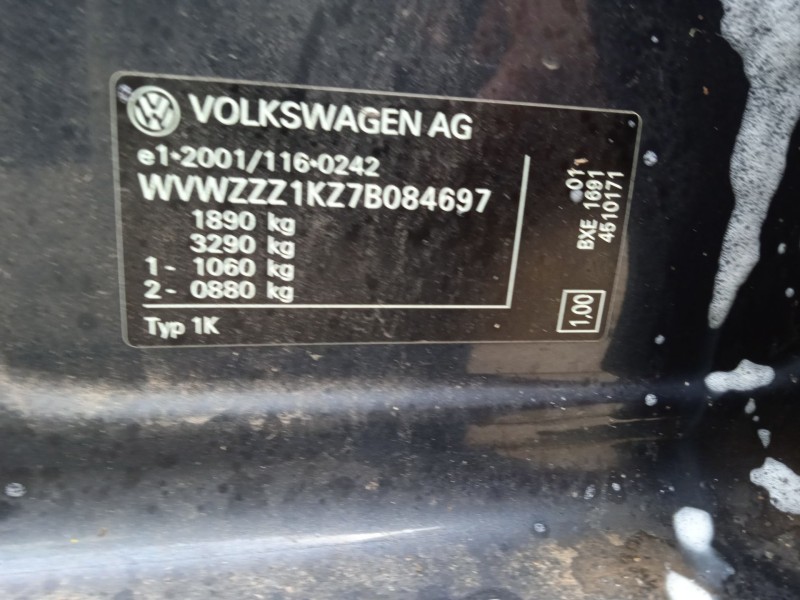 VOLKSWAGEN AG
e1*2001/116*0242
WVWZZZ1KZ7B084697
1890 kg
3290 kg
1- 1060 kg
2- 0880 kg
Typ 1K
01
BXE 1691
4510171
1,00